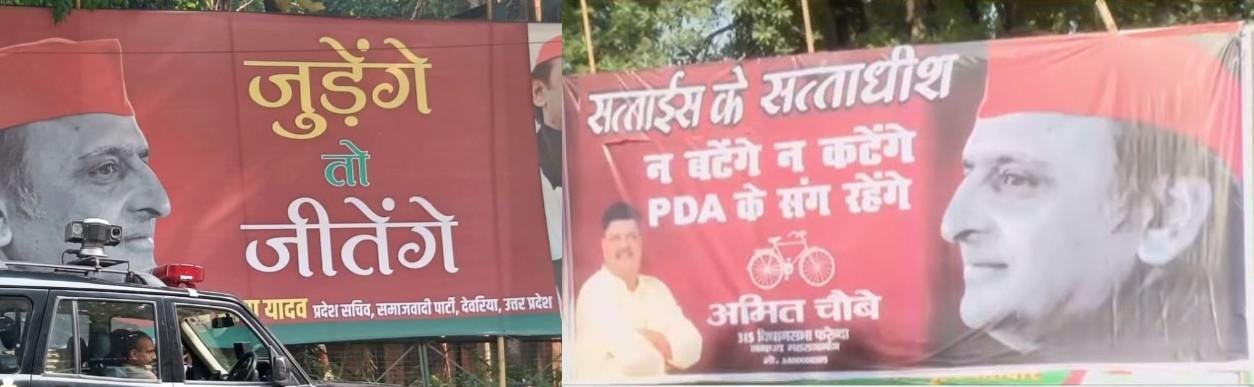 जुड़ेंगे
तो
जीतेंगे
यादव प्रदेश सचिव, समाजवादी पार्टी, देवरिया, उत्तर प्रदेश
सत्ताईस के सत्ताधीश
न बटेंगे न कटेंगे
PDA के संग रहेंगे
अमित चौबे
315 विधानसभा फरेन्दा